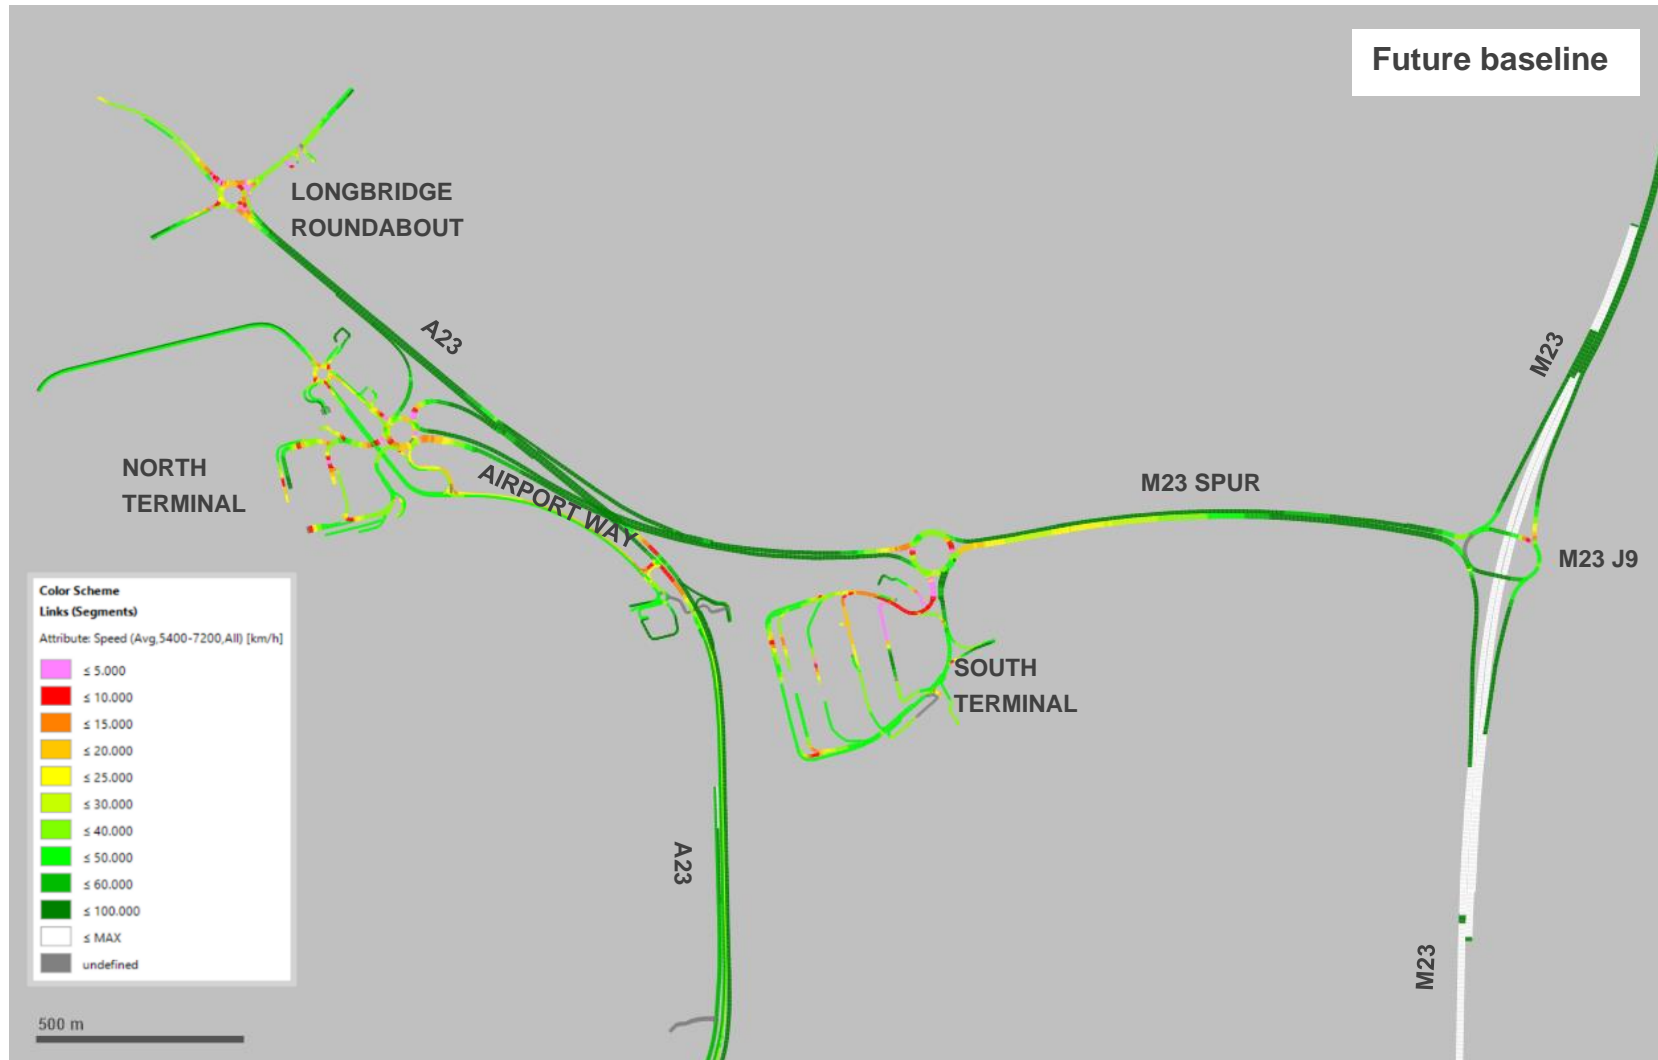 Future baseline
LONGBRIDGE
ROUNDABOUT
A23
M23
NORTH
TERMINAL
AIRPORT WAY
M23 SPUR
M23 J9
SOUTH
TERMINAL
A23
M23
Color Scheme
Links (Segments)
Attribute: Speed (Avg,5400-7200,All) [km/h]
≤ 5.000
≤ 10.000
≤ 15.000
≤ 20.000
≤ 25.000
≤ 30.000
≤ 40.000
≤ 50.000
≤ 60.000
≤ 100.000
≤ MAX
undefined
500 m